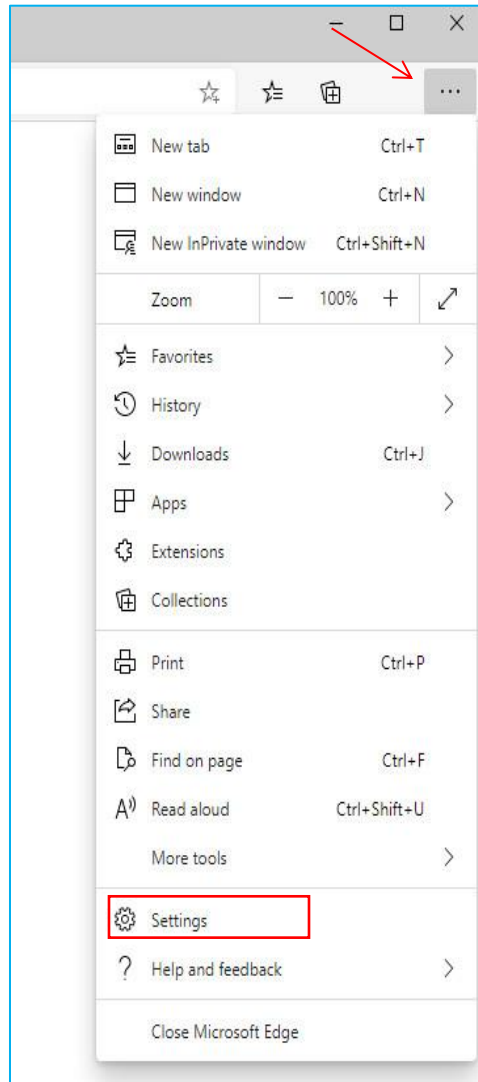 New tab Ctrl+T
New window Ctrl+N
New InPrivate window Ctrl+Shift+N
Zoom 100%
Favorites
History
Downloads Ctrl+J
Apps
Extensions
Collections
Print Ctrl+P
Share
Find on page Ctrl+F
Read aloud Ctrl+Shift+U
More tools
Settings
Help and feedback
Close Microsoft Edge